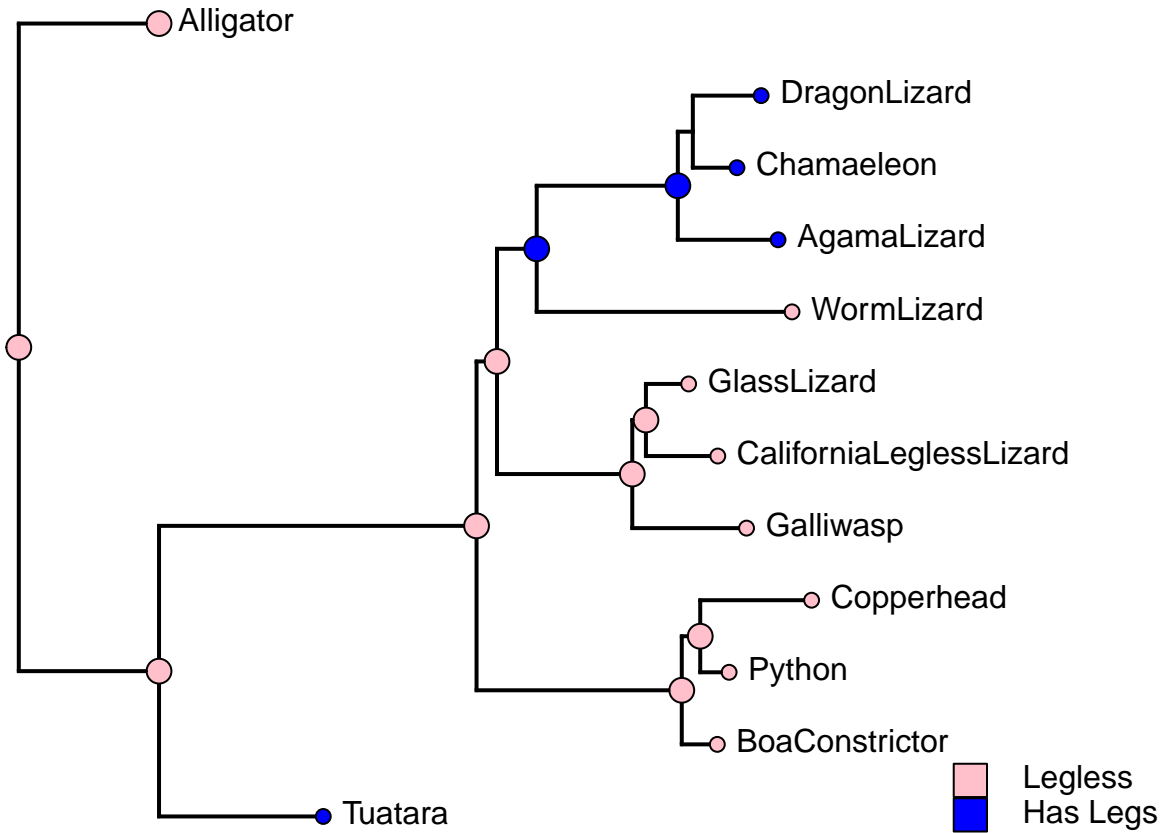 Alligator
DragonLizard
Chamaeleon
AgamaLizard
WormLizard
GlassLizard
CaliforniaLeglessLizard
Galliwasp
Copperhead
Python
BoaConstrictor
Legless
Tuatara
Has Legs